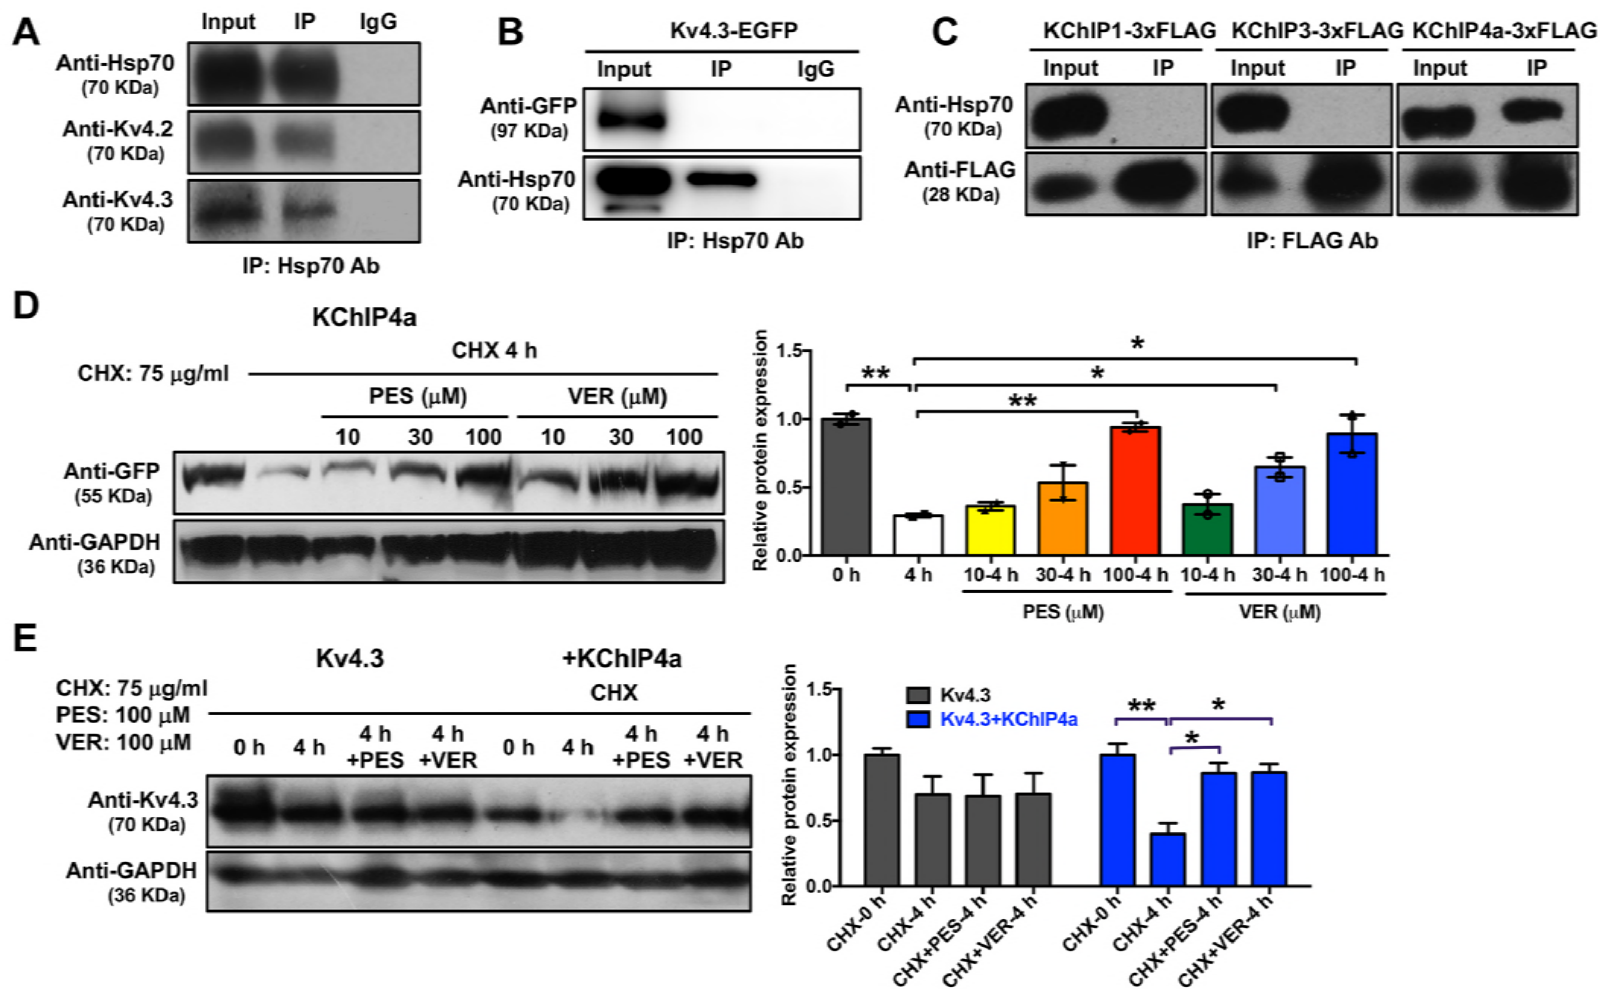 A
Input IP IgG
Anti-Hsp70
(70 KDa)
Anti-Kv4.2
(70 KDa)
Anti-Kv4.3
(70 KDa)
IP: Hsp70 Ab
B
Kv4.3-EGFP
Input IP IgG
Anti-GFP
(97 KDa)
Anti-Hsp70
(70 KDa)
IP: Hsp70 Ab
C
KChIP1-3xFLAG KChIP3-3xFLAG KChIP4a-3xFLAG
Input IP Input IP Input IP
Anti-Hsp70
(70 KDa)
Anti-FLAG
(28 KDa)
IP: FLAG Ab
D
KChIP4a
CHX 4 h
CHX: 75 μg/ml
PES (μM) VER (μM)
10 30 100 10 30 100
Anti-GFP
(55 KDa)
Anti-GAPDH
(36 KDa)
Relative protein expression
1.5
1.0
0.5
0.0
*
** *
**
0 h 4 h 10-4 h 30-4 h 100-4 h 10-4 h 30-4 h 100-4 h
PES (μM) VER (μM)
E
Kv4.3 +KChIP4a
CHX: 75 μg/ml
PES: 100 μM
VER: 100 μM
CHX
0 h 4 h 4 h +PES 4 h +VER 0 h 4 h 4 h +PES 4 h +VER
Anti-Kv4.3
(70 KDa)
Anti-GAPDH
(36 KDa)
Relative protein expression
1.5
1.0
0.5
0.0
Kv4.3
Kv4.3+KChIP4a
** *
*
CHX-0 h
CHX-4 h
CHX+PES-4 h
CHX+VER-4 h
CHX-0 h
CHX-4 h
CHX+PES-4 h
CHX+VER-4 h